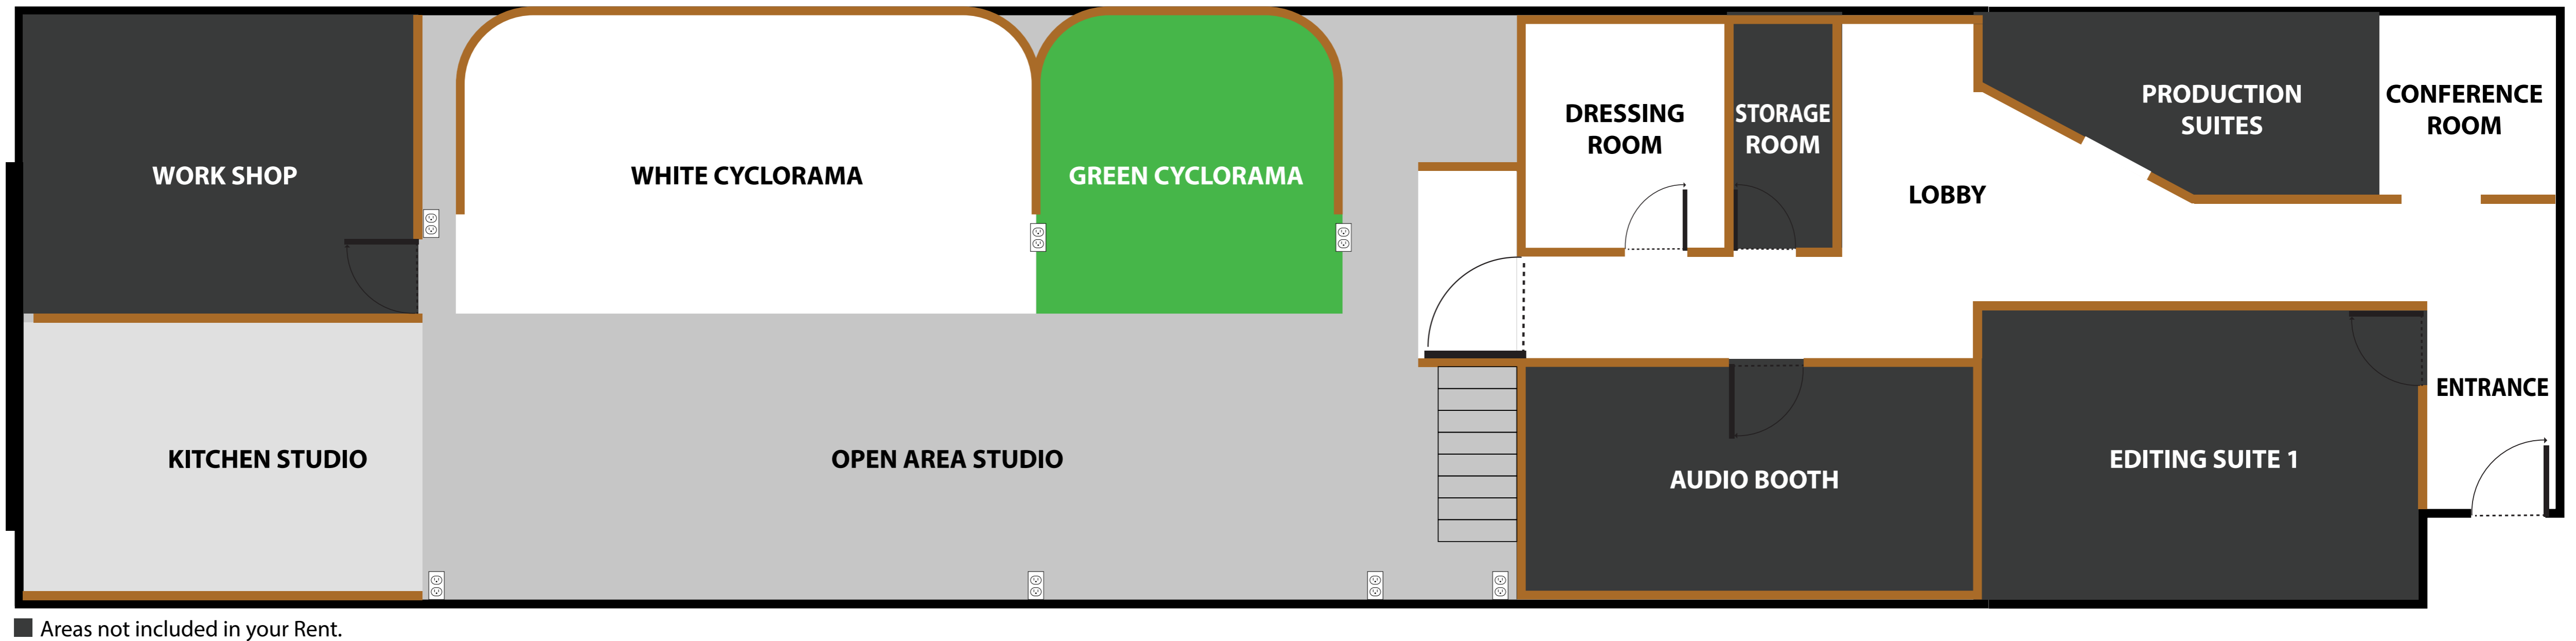 WORK SHOP
WHITE CYCLORAMA
GREEN CYCLORAMA
DRESSING
ROOM
STORAGE
ROOM
LOBBY
PRODUCTION
SUITES
CONFERENCE
ROOM
KITCHEN STUDIO
OPEN AREA STUDIO
AUDIO BOOTH
EDITING SUITE 1
ENTRANCE
Areas not included in your Rent.